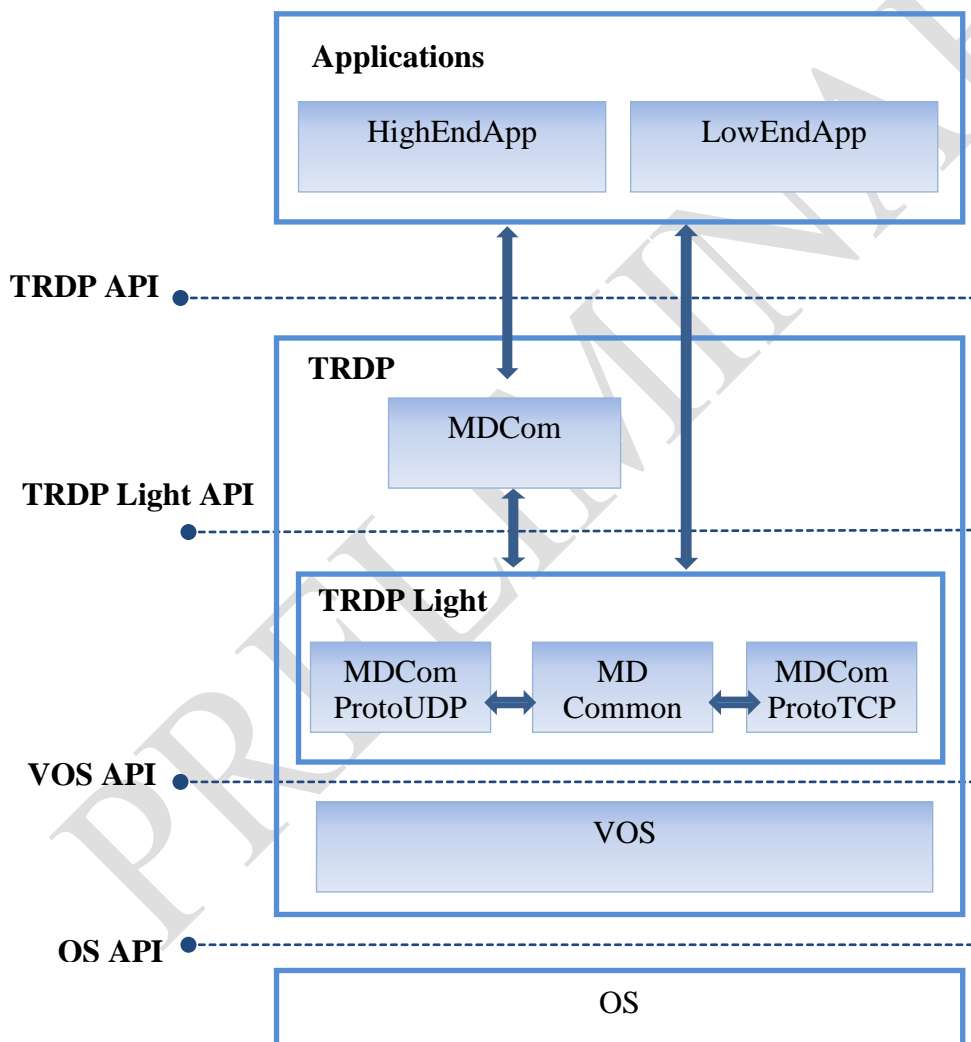 Applications
HighEndApp
LowEndApp
TRDP API
TRDP
MDCom
TRDP Light API
TRDP Light
MDCom
ProtoUDP
MD
Common
MDCom
ProtoTCP
VOS API
VOS
OS API
OS